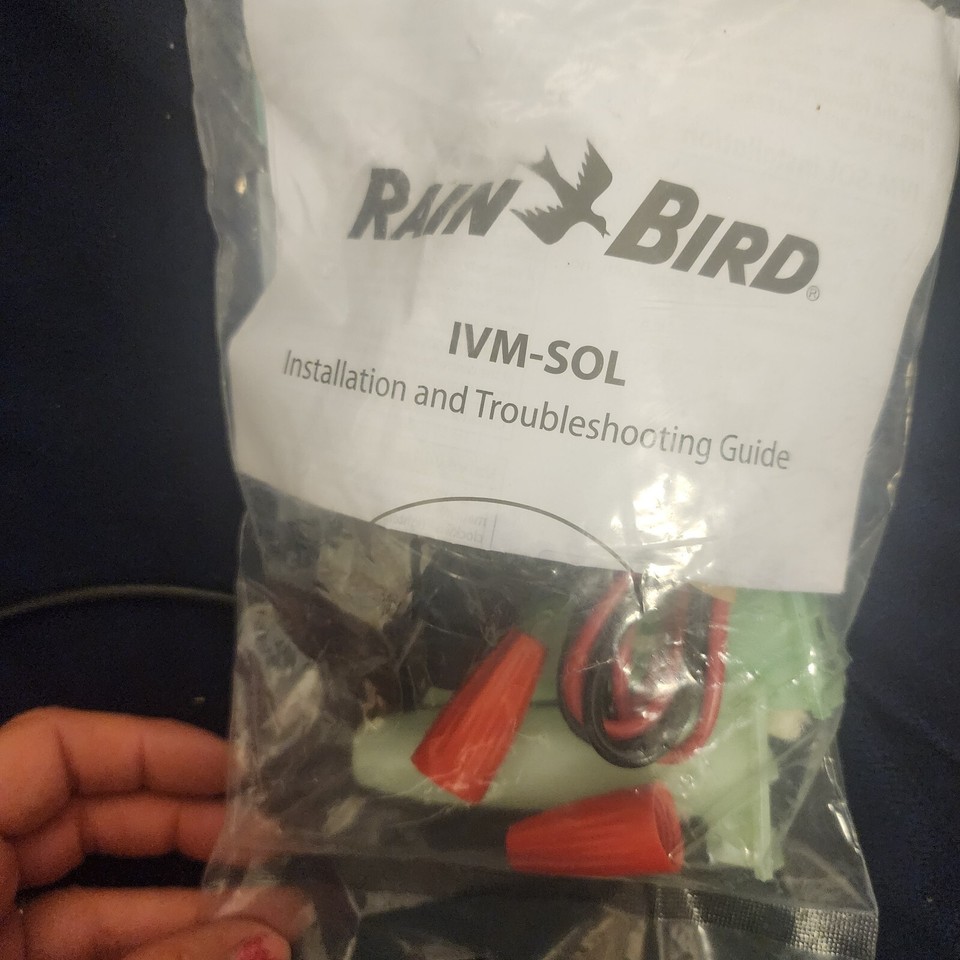 RAIN BIRD®
IVM-SOL
Installation and Troubleshooting Guide